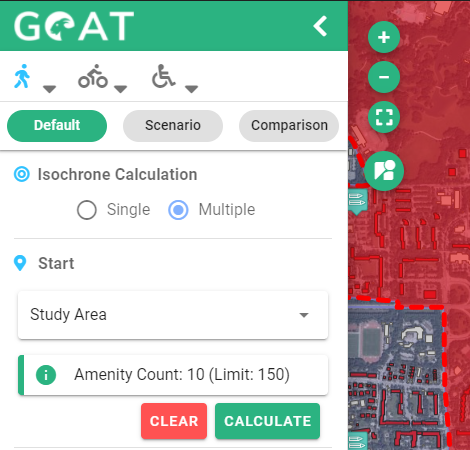 GOAT
Default
Scenario
Comparison
Isochrone Calculation
Single
Multiple
Start
Study Area
Amenity Count: 10 (Limit: 150)
CLEAR
CALCULATE